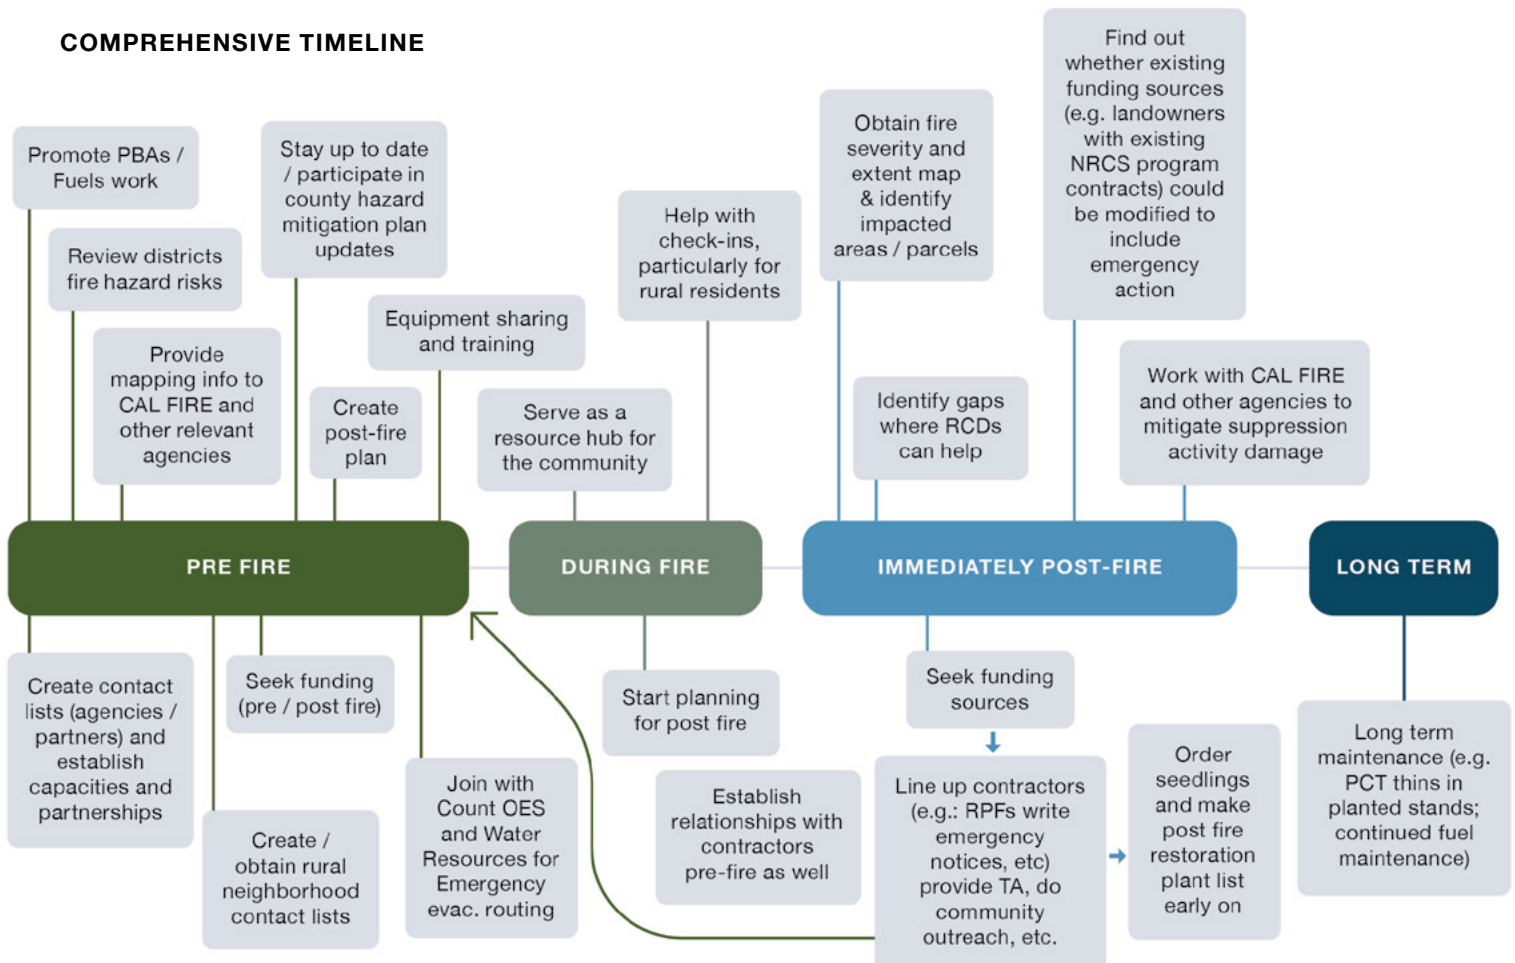 COMPREHENSIVE TIMELINE
Promote PBAs /
Fuels work
Review districts
fire hazard risks
Provide
mapping info to
CAL FIRE and
other relevant
agencies
Stay up to date
/ participate in
county hazard
mitigation plan
updates
Create
post-fire
plan
Equipment sharing
and training
Serve as a
resource hub for
the community
Help with
check-ins,
particularly for
rural residents
Obtain fire
severity and
extent map
& identify
impacted
areas / parcels
Identify gaps
where RCDs
can help
Find out
whether existing
funding sources
(e.g. landowners
with existing
NRCS program
contracts) could
be modified to
include
emergency
action
Work with CAL FIRE
and other agencies to
mitigate suppression
activity damage
PRE FIRE
DURING FIRE
IMMEDIATELY POST-FIRE
LONG TERM
Create contact
lists (agencies /
partners) and
establish
capacities and
partnerships
Create /
obtain rural
neighborhood
contact lists
Seek funding
(pre / post fire)
Join with
Count OES
and Water
Resources for
Emergency
evac. routing
Start planning
for post fire
Establish
relationships with
contractors
pre-fire as well
Seek funding
sources
Line up contractors
(e.g.: RPFs write
emergency
notices, etc)
provide TA, do
community
outreach, etc.
Order
seedlings
and make
post fire
restoration
plant list
early on
Long term
maintenance (e.g.
PCT thins in
planted stands;
continued fuel
maintenance)